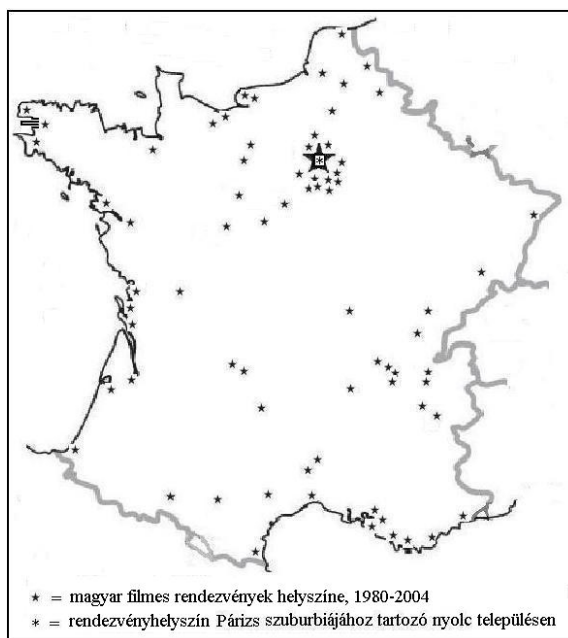 ★ = magyar filmes rendezvények helyszíne, 1980-2004
* = rendezvényhelyszín Párizs szuburbiájához tartozó nyolc településen